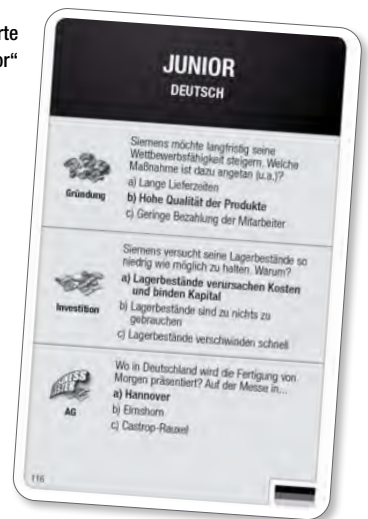 rte
or“
JUNIOR
DEUTSCH
Siemens möchte langfristig seine
Wettbewerbsfähigkeit steigern. Welche
Maßnahme ist dazu angetan (u.a.)?
a) Lange Lieferzeiten
b) Hohe Qualität der Produkte
c) Geringe Bezahlung der Mitarbeiter
Gründung
Siemens versucht seine Lagerbestände so
niedrig wie möglich zu halten. Warum?
a) Lagerbestände verursachen Kosten
und binden Kapital
b) Lagerbestände sind zu nichts zu
gebrauchen
c) Lagerbestände verschwinden schnell
Investition
Wo in Deutschland wird die Fertigung von
Morgen präsentiert? Auf der Messe in...
a) Hannover
b) Elmshorn
c) Castrop-Rauxel
AG
116